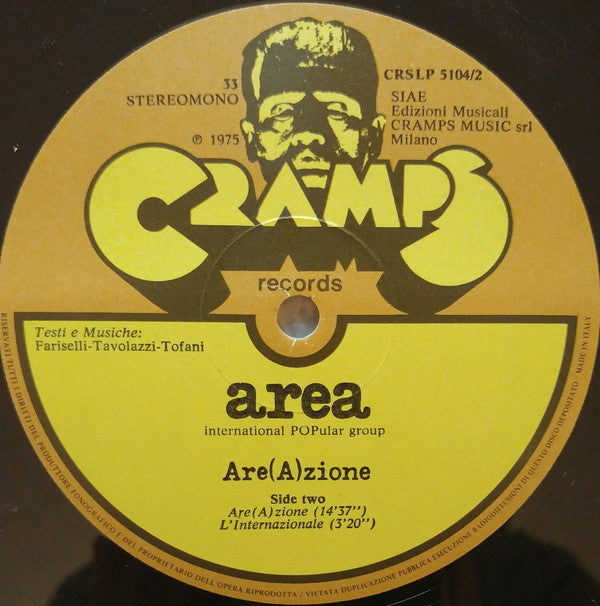 33
STEREOMONO
℗ 1975
CRSLP 5104/2
SIAE
Edizioni Musicali
CRAMPS MUSIC srl
Milano
CRAMPS
records
Testi e Musiche:
Fariselli-Tavolazzi-Tofani
area
international POPular group
Are(A)zione
Side two
Are(A)zione (14'37'')
L'Internazionale (3'20'')
RISERVATI TUTTI I DIRITTI DEL PRODUTTORE FONOGRAFICO E DEL PROPRIETARIO DELL'OPERA RIPRODOTTA / VIETATA DUPLICAZIONE PUBBLICA ESECUZIONE RADIODIFFUSIONI DI QUESTO DISCO DEPOSITATO / MADE IN ITALY